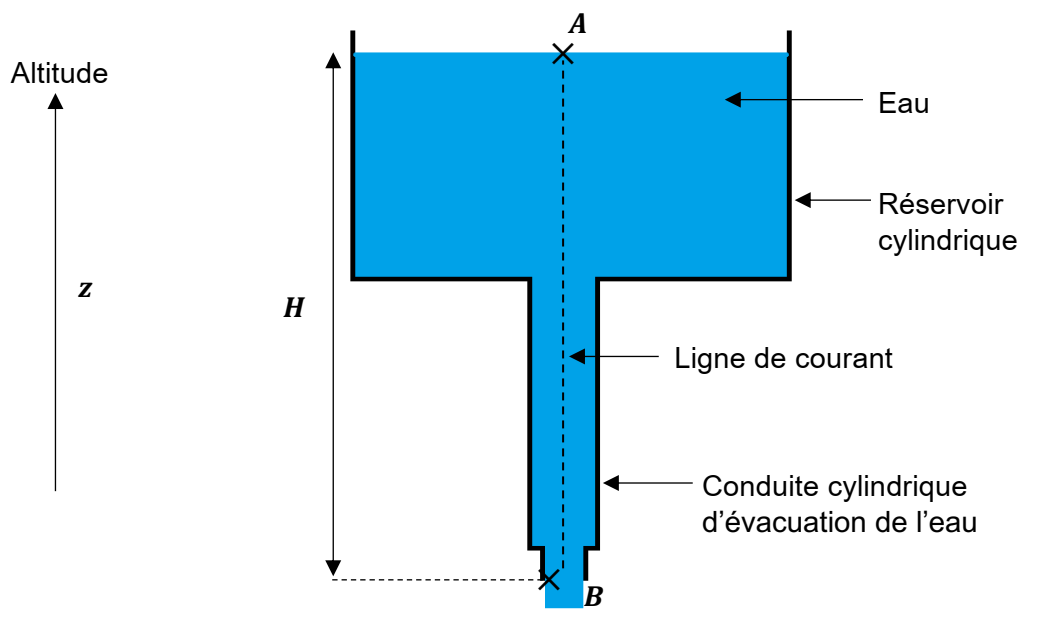 A
Altitude
Eau
Réservoir
cylindrique
z
H
Ligne de courant
Conduite cylindrique
d’évacuation de l’eau
B